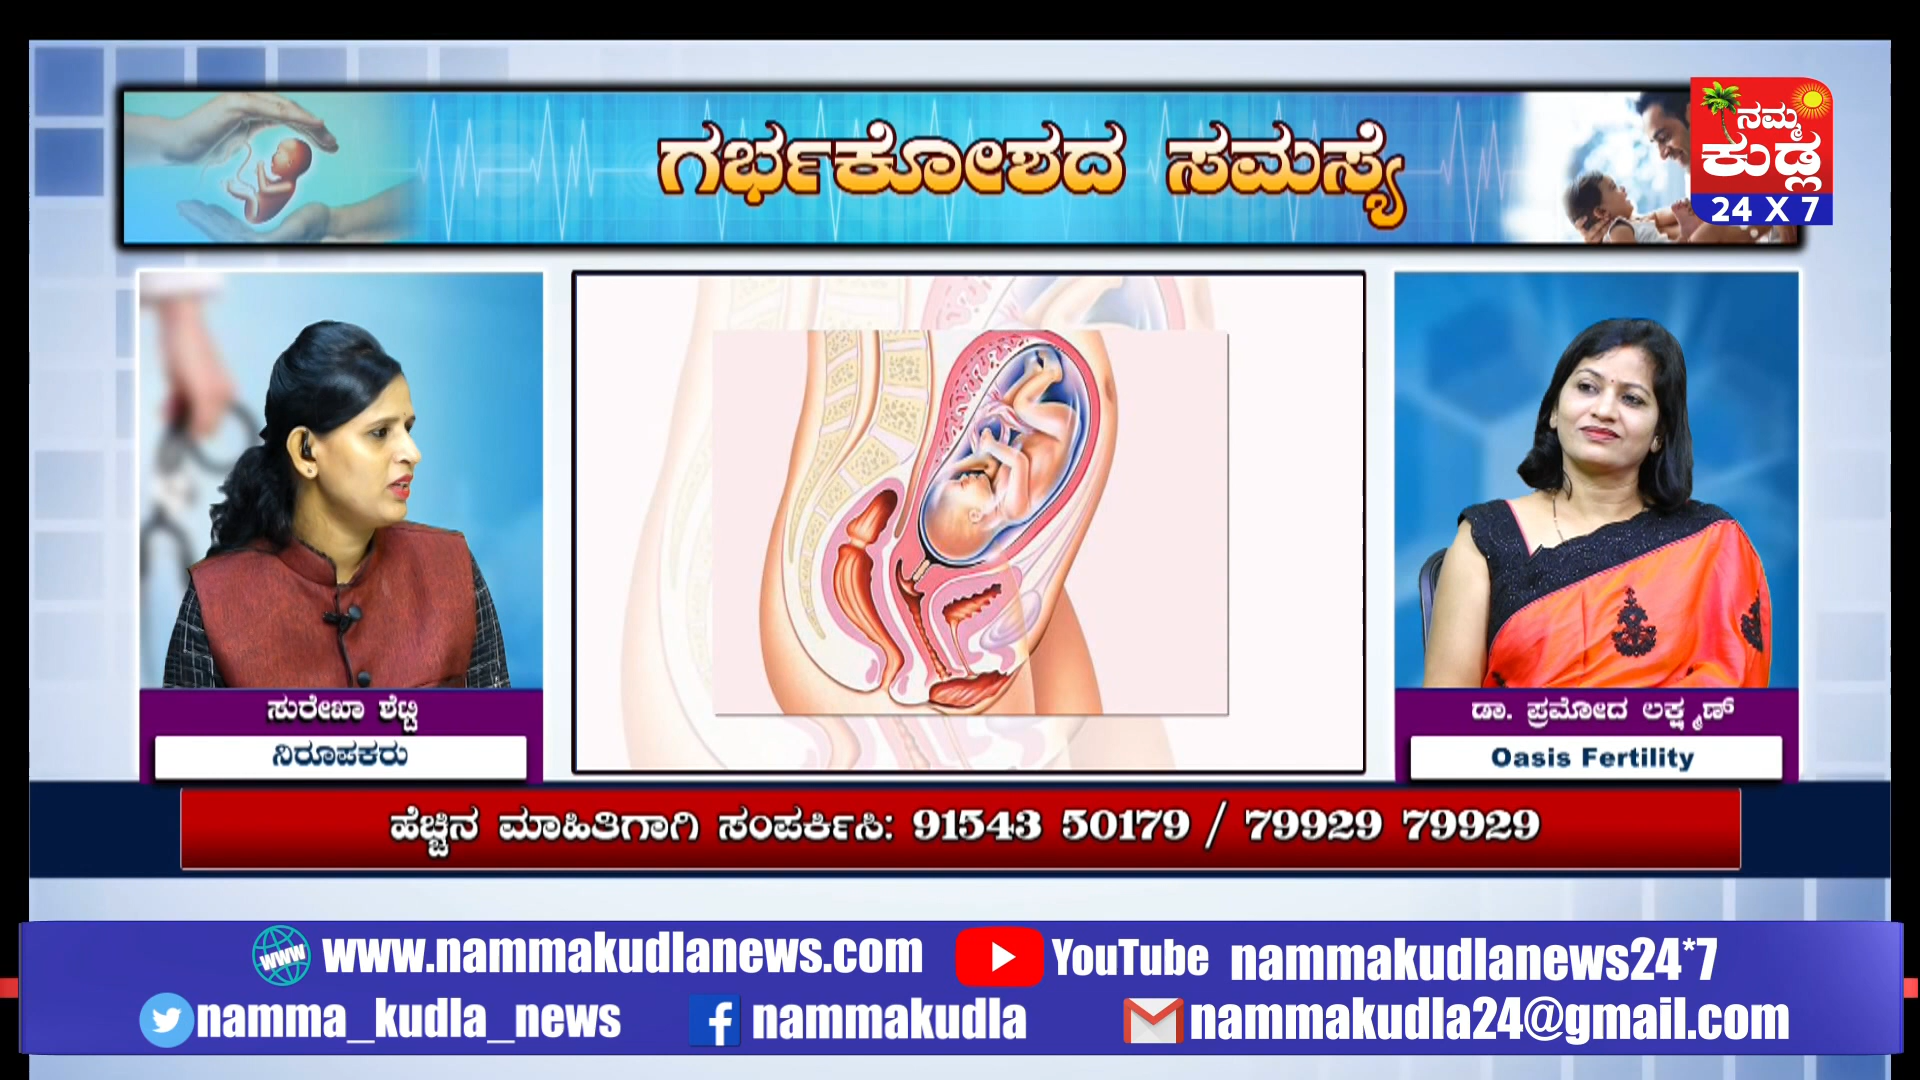 ಗರ್ಭಕೋಶದ ಸಮಸ್ಯೆ
ನಮ್ಮ
ಕುಡ್ಲ
24 X 7
ಸುರೇಖಾ ಶೆಟ್ಟಿ
ನಿರೂಪಕರು
ಡಾ. ಪ್ರಮೋದ ಲಕ್ಷ್ಮಣ್
Oasis Fertility
ಹೆಚ್ಚಿನ ಮಾಹಿತಿಗಾಗಿ ಸಂಪರ್ಕಿಸಿ: 91543 50179 / 79929 79929
www www.nammakudlanews.com YouTube nammakudlanews24*7
namma_kudla_news f nammakudla nammakudla24@gmail.com